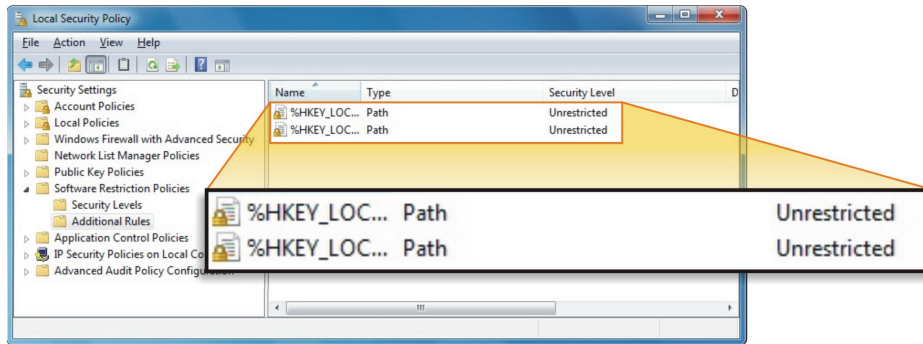 Local Security Policy
File Action View Help
Security Settings
Account Policies
Local Policies
Windows Firewall with Advanced Security
Network List Manager Policies
Public Key Policies
Software Restriction Policies
Security Levels
Additional Rules
Application Control Policies
IP Security Policies on Local Co
Advanced Audit Policy Configuration
Name Type Security Level D
%HKEY_LOC... Path Unrestricted
%HKEY_LOC... Path Unrestricted
%HKEY_LOC... Path Unrestricted
%HKEY_LOC... Path Unrestricted